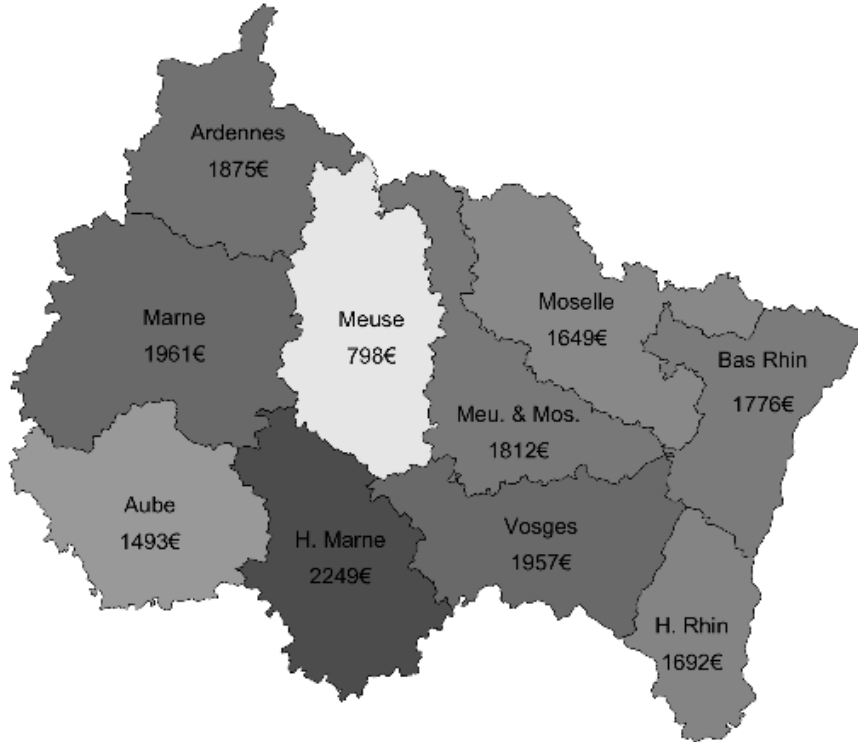 Ardennes
1875€
Marne
1961€
Meuse
798€
Moselle
1649€
Bas Rhin
1776€
Meu. & Mos.
1812€
Aube
1493€
H. Marne
2249€
Vosges
1957€
H. Rhin
1692€